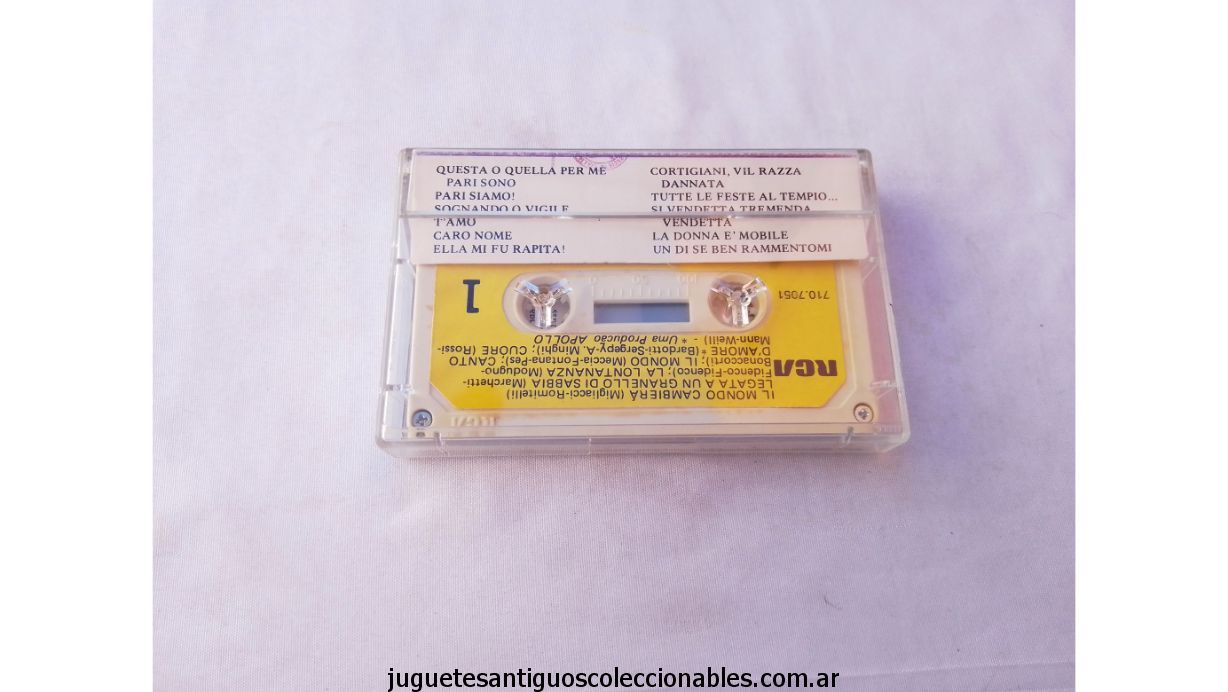 QUESTA O QUELLA PER ME
PARI SONO
PARI SIAMO!
SOGNANDO O VIGILE
T'AMO
CARO NOME
ELLA MI FU RAPITA!
CORTIGIANI, VIL RAZZA
DANNATA
TUTTE LE FESTE AL TEMPIO...
SI VENDETTA TREMENDA
VENDETTA
LA DONNA E' MOBILE
UN DI SE BEN RAMMENTOMI
0 50 100
1
710.7051
RCA
IL MONDO CAMBIERÁ (Migliacci-Romitelli)
LEGATA A UN GRANELLO DI SABBIA (Marchetti-
Fidenco-Fidenco); LA LONTANANZA (Modugno-
Bonaccorti); IL MONDO (Meccia-Fontana-Pes); CANTO
D'AMORE * (Bardotti-Sergepy-A. Minghi); CUORE (Rossi-
Mann-Weill) - * Uma Produção APOLLO
juguetesantiguoscoleccionables.com.ar